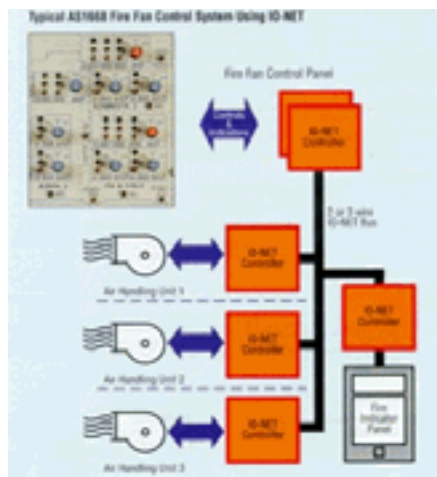 Typical AS1668 Fire Fan Control System Using IO-NET
Fire Fan Control Panel
Controls
&
Indications
IO-NET
Controller
2 or 3 wire
IO-NET Bus
IO-NET
Controller
Air Handling Unit 1
IO-NET
Controller
IO-NET
Controller
Air Handling Unit 2
Fire
Indicator
Panel
IO-NET
Controller
Air Handling Unit 3